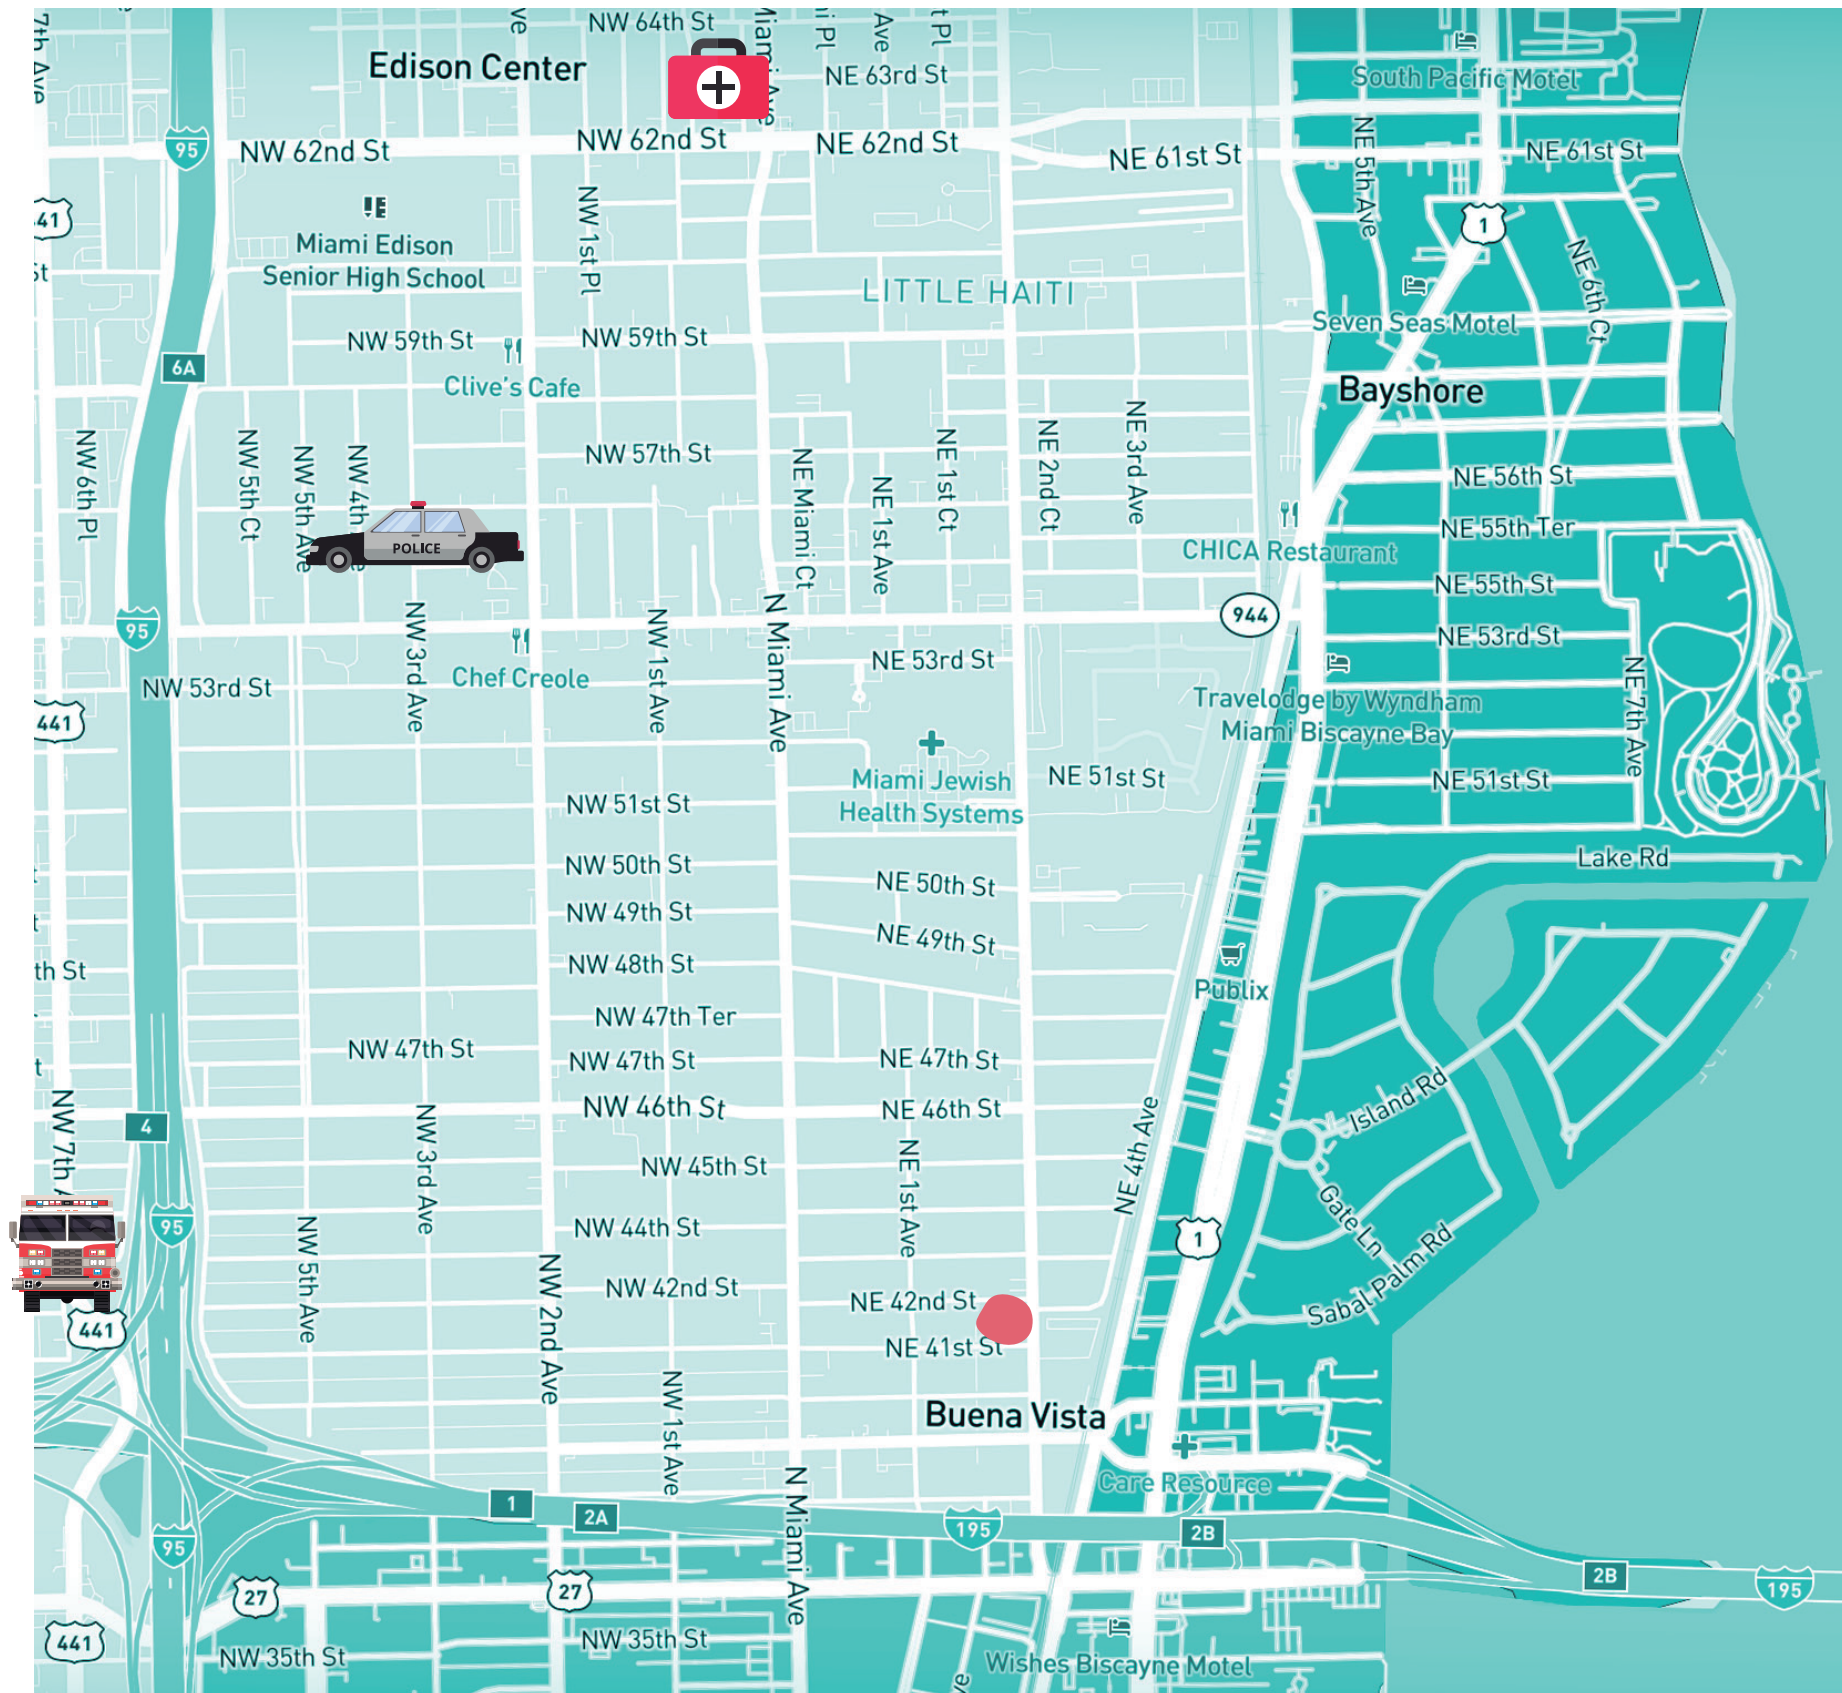 7th Ave
Ave
NW 64th St
Miami Ave
Ave
Edison Center
NE 63rd St
South Pacific Motel
95
NW 62nd St
NW 62nd St
NE 62nd St
NE 61st St
NE 61st St
NE 5th Ave
41
NW 1st Pl
1
Miami Edison
Senior High School
St
LITTLE HAITI
NE 6th Ct
Seven Seas Motel
NW 59th St
NW 59th St
6A
Clive's Cafe
Bayshore
NW 6th Pl
NW 5th Ct
NW 5th Ave
NW 4th
NW 57th St
NE Miami Ct
NE 1st Ave
NE 1st Ct
NE 2nd Ct
NE 3rd Ave
NE 56th St
NE 55th Ter
POLICE
CHICA Restaurant
NE 55th St
95
944
NW 3rd Ave
NW 1st Ave
N Miami Ave
NE 53rd St
NE 53rd St
Chef Creole
NW 53rd St
NE 7th Ave
441
Travelodge by Wyndham
Miami Biscayne Bay
Miami Jewish
Health Systems
NE 51st St
NE 51st St
NW 51st St
NW 50th St
Lake Rd
NE 50th St
NW 49th St
NE 49th St
NW 48th St
th St
Publix
NW 47th Ter
NW 47th St
NW 47th St
NE 47th St
NW 46th St
NE 46th St
Island Rd
4
NW 7th
NW 3rd Ave
NE 4th Ave
NW 45th St
NE 1st Ave
95
NW 44th St
1
Gate Ln
Sabal Palm Rd
NW 5th Ave
NW 2nd Ave
NW 42nd St
NE 42nd St
441
NE 41st St
NW 1st Ave
Buena Vista
Care Resource
N Miami Ave
1
2A
195
2B
95
27
27
2B
195
441
NW 35th St
NW 35th St
Wishes Biscayne Motel